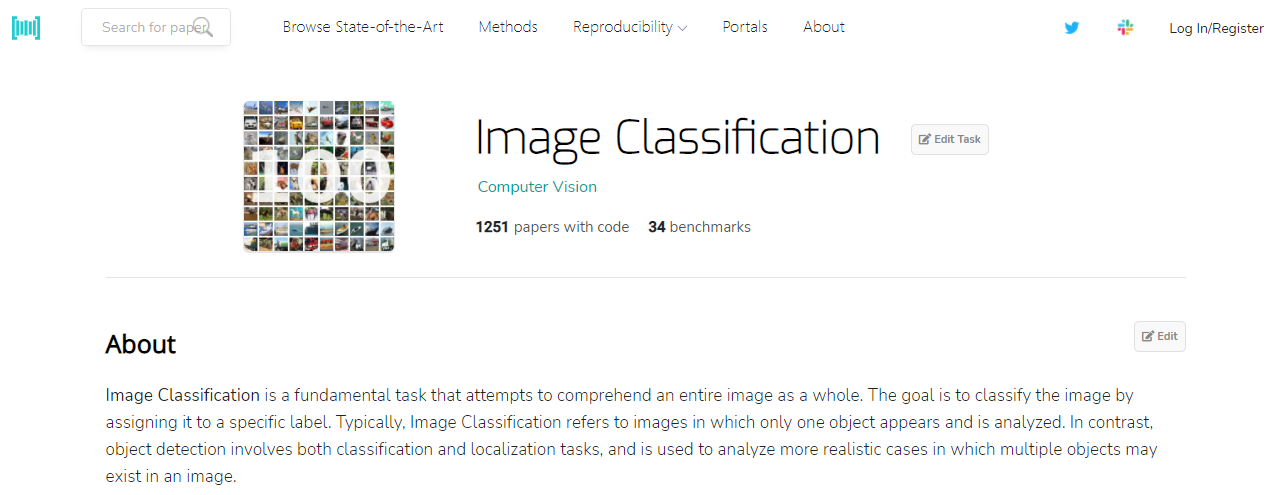 Search for paper
Browse State-of-the-Art
Methods
Reproducibility
Portals
About
Log In/Register
100
Image Classification
Edit Task
Computer Vision
1251 papers with code 34 benchmarks
About
Edit
Image Classification is a fundamental task that attempts to comprehend an entire image as a whole. The goal is to classify the image by
assigning it to a specific label. Typically, Image Classification refers to images in which only one object appears and is analyzed. In contrast,
object detection involves both classification and localization tasks, and is used to analyze more realistic cases in which multiple objects may
exist in an image.